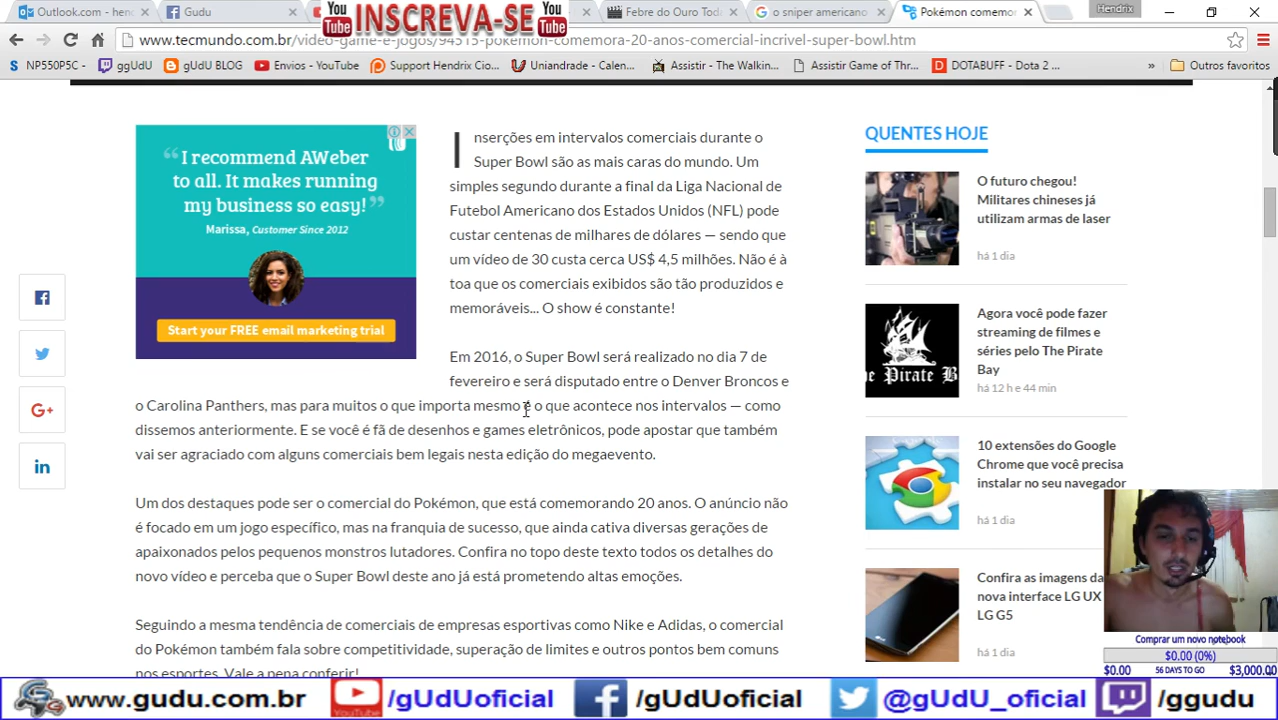 Outlook.com - hen
Gudu
You
Tube
INSCREVA-SE
You
Tube
Febre do Ouro Tod
o sniper americano
Pokémon comemor
Hendrix
www.tecmundo.com.br/video-game-e-jogos/94515-pokemon-comemora-20-anos-comercial-incrivel-super-bowl.htm
NP550P5C -
ggUdU
gUdU BLOG
Envios - YouTube
Support Hendrix Cio...
Uniandrade - Calen...
Assistir - The Walkin...
Assistir Game of Thr...
DOTABUFF - Dota 2 ...
»
Outros favoritos
“I recommend AWeber
to all. It makes running
my business so easy!”
Marissa, Customer Since 2012
Start your FREE email marketing trial
Inserções em intervalos comerciais durante o
Super Bowl são as mais caras do mundo. Um
simples segundo durante a final da Liga Nacional de
Futebol Americano dos Estados Unidos (NFL) pode
custar centenas de milhares de dólares — sendo que
um vídeo de 30 custa cerca US$ 4,5 milhões. Não é à
toa que os comerciais exibidos são tão produzidos e
memoráveis... O show é constante!
Em 2016, o Super Bowl será realizado no dia 7 de
fevereiro e será disputado entre o Denver Broncos e
o Carolina Panthers, mas para muitos o que importa mesmo é o que acontece nos intervalos — como
dissemos anteriormente. E se você é fã de desenhos e games eletrônicos, pode apostar que também
vai ser agraciado com alguns comerciais bem legais nesta edição do megaevento.
Um dos destaques pode ser o comercial do Pokémon, que está comemorando 20 anos. O anúncio não
é focado em um jogo específico, mas na franquia de sucesso, que ainda cativa diversas gerações de
apaixonados pelos pequenos monstros lutadores. Confira no topo deste texto todos os detalhes do
novo vídeo e perceba que o Super Bowl deste ano já está prometendo altas emoções.
Seguindo a mesma tendência de comerciais de empresas esportivas como Nike e Adidas, o comercial
do Pokémon também fala sobre competitividade, superação de limites e outros pontos bem comuns
nos esportes. Vale a pena conferir!
QUENTES HOJE
O futuro chegou!
Militares chineses já
utilizam armas de laser
há 1 dia
Agora você pode fazer
streaming de filmes e
séries pelo The Pirate
Bay
há 12 h e 44 min
he Pirate B
10 extensões do Google
Chrome que você precisa
instalar no seu navegador
há 1 dia
Confira as imagens da
nova interface LG UX
LG G5
há 1 dia
Comprar um novo notebook
$0.00 (0%)
$0.00 56 DAYS TO GO $3,000.00
www.gudu.com.br
YouTube
/gUdUoficial
/gUdUoficial
@gUdU_oficial
/ggudu